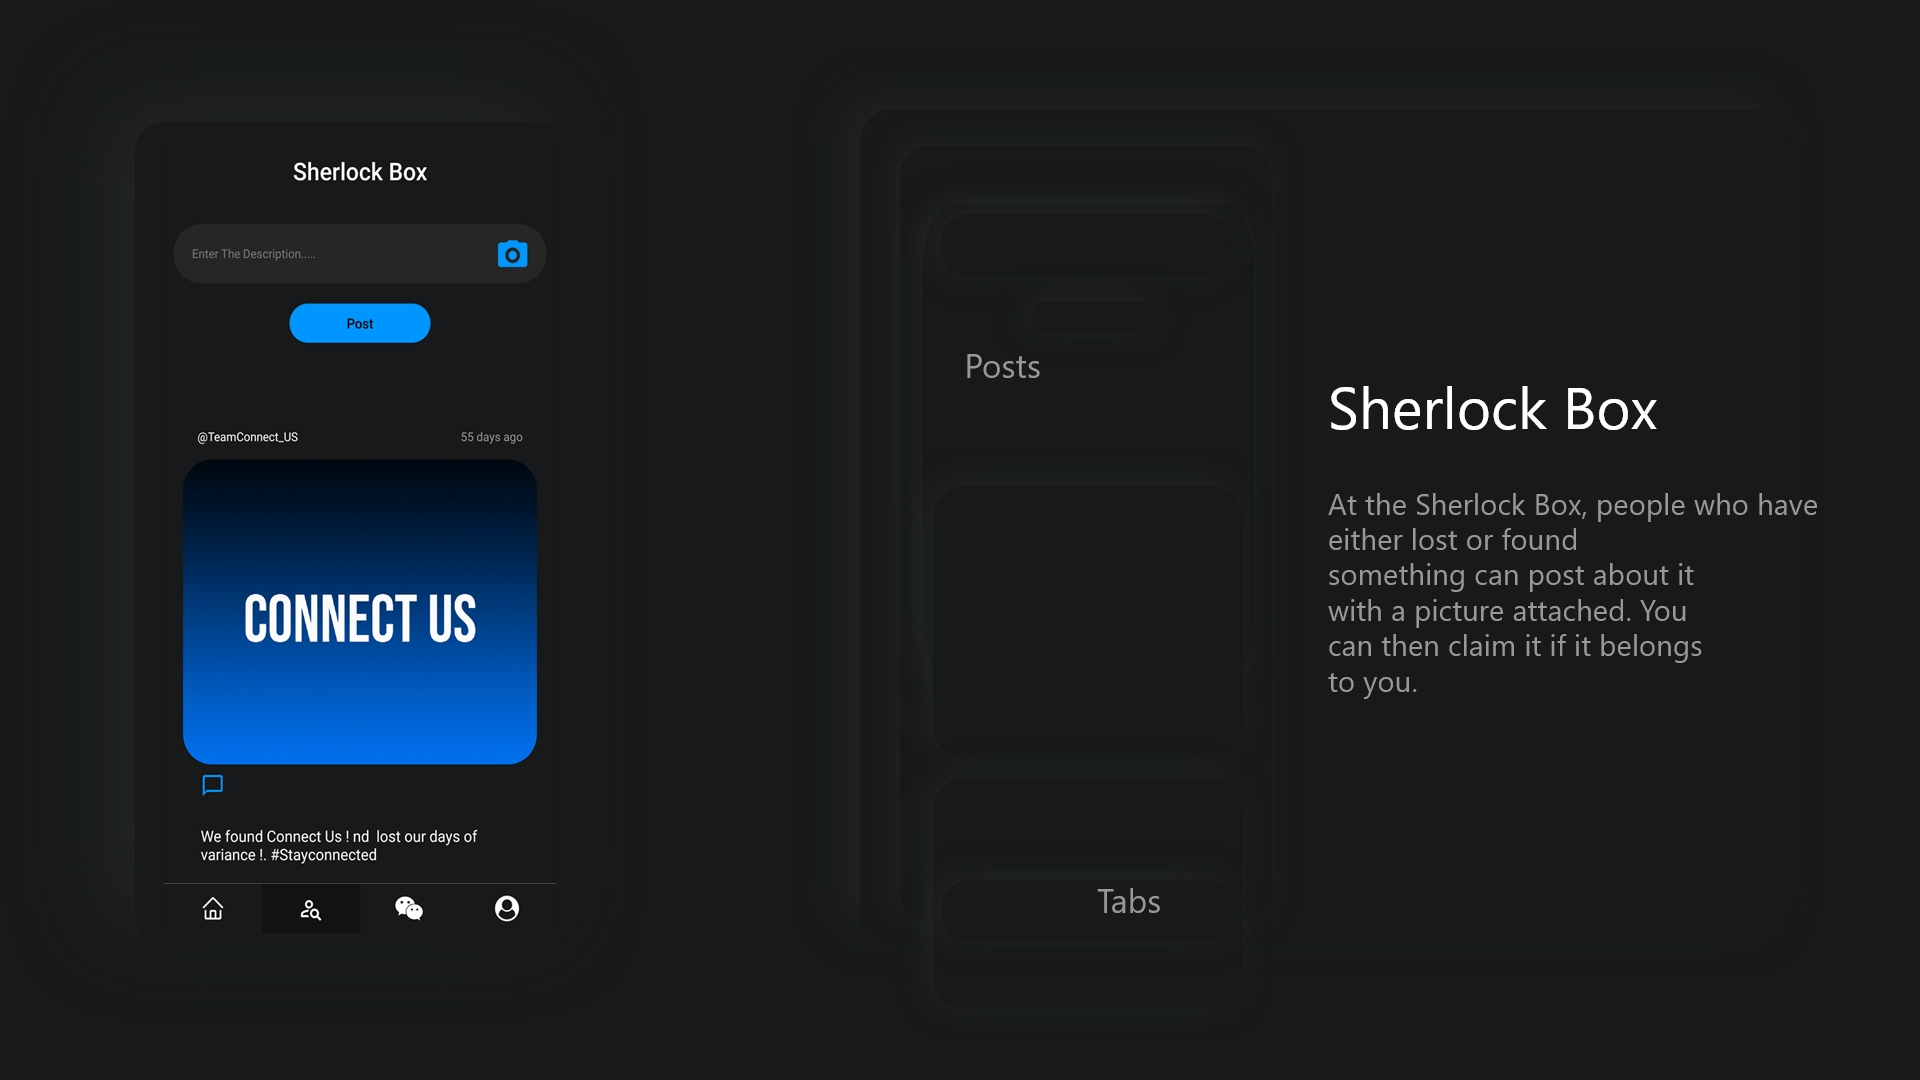 Sherlock Box
Enter The Description.....
Post
@TeamConnect_US
55 days ago
CONNECT US
We found Connect Us ! nd  lost our days of
variance !. #Stayconnected
Posts
Tabs
Sherlock Box
At the Sherlock Box, people who have
either lost or found
something can post about it
with a picture attached. You
can then claim it if it belongs
to you.